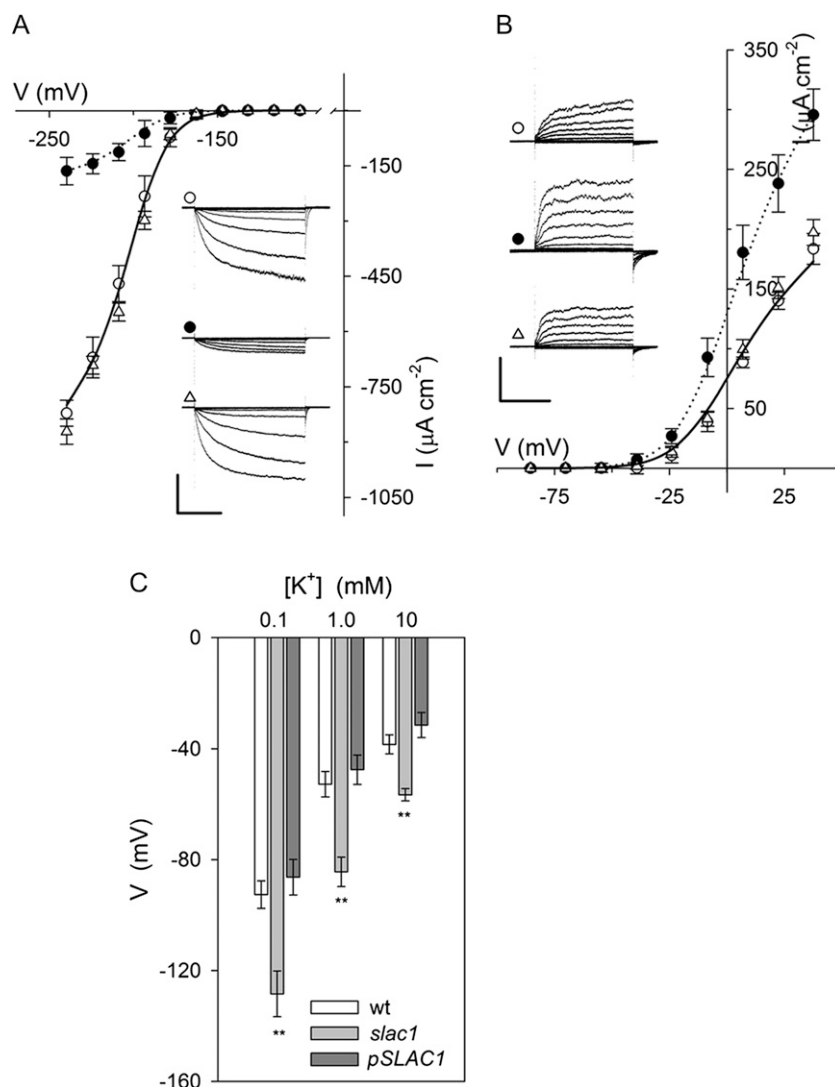 A
V (mV)
-250
-150
-150
-450
-750
-1050
I (µA cm-2)
B
350
I (µA cm-2)
250
150
50
V (mV)
-75
-25
25
C
[K+] (mM)
0.1 1.0 10
0
-40
-80
-120
-160
V (mV)
**
**
**
wt
slac1
pSLAC1